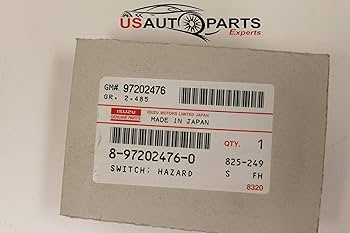 USAUTOPARTS
Experts
GM# 97202476
GR. 2.485
ISUZU
GENUINE PARTS
ISUZU MOTORS LIMITED JAPAN
MADE IN JAPAN
8-97202476-0
SWITCH: HAZARD
QTY. 1
825-249
S FH
8320